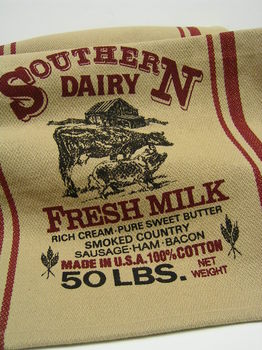 SOUTHERN
DAIRY
FRESH MILK
RICH CREAM·PURE SWEET BUTTER
SMOKED COUNTRY
SAUSAGE·HAM·BACON
MADE IN U.S.A. 100% COTTON
50 LBS. NET WEIGHT